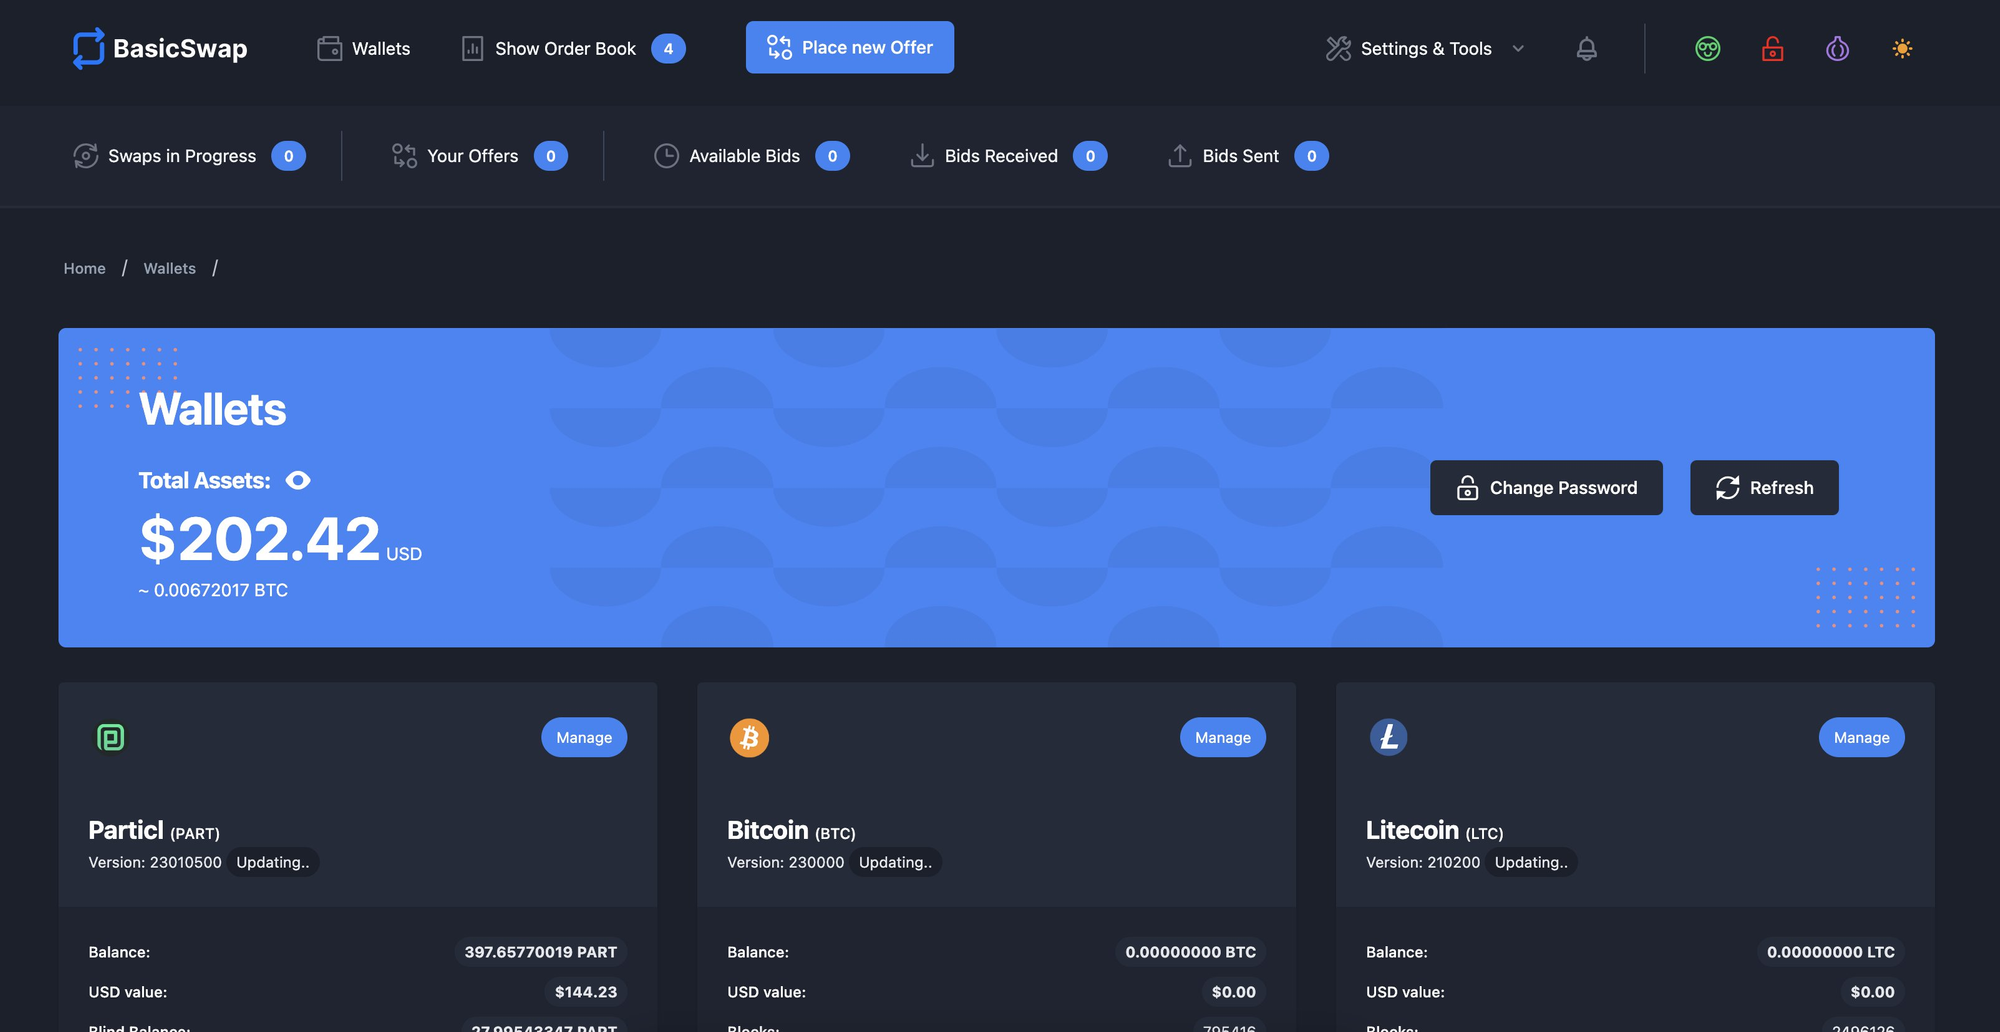 BasicSwap
Wallets
Show Order Book 4
Place new Offer
Settings & Tools
Swaps in Progress 0
Your Offers 0
Available Bids 0
Bids Received 0
Bids Sent 0
Home / Wallets /
Wallets
Total Assets:
$202.42 USD
~ 0.00672017 BTC
Change Password
Refresh
Manage
Particl (PART)
Version: 23010500 Updating..
Balance: 397.65770019 PART
USD value: $144.23
Blind Balance: 27.99543347 PART
Manage
Bitcoin (BTC)
Version: 230000 Updating..
Balance: 0.00000000 BTC
USD value: $0.00
Blocks: 795416
Manage
Litecoin (LTC)
Version: 210200 Updating..
Balance: 0.00000000 LTC
USD value: $0.00
Blocks: 2496126